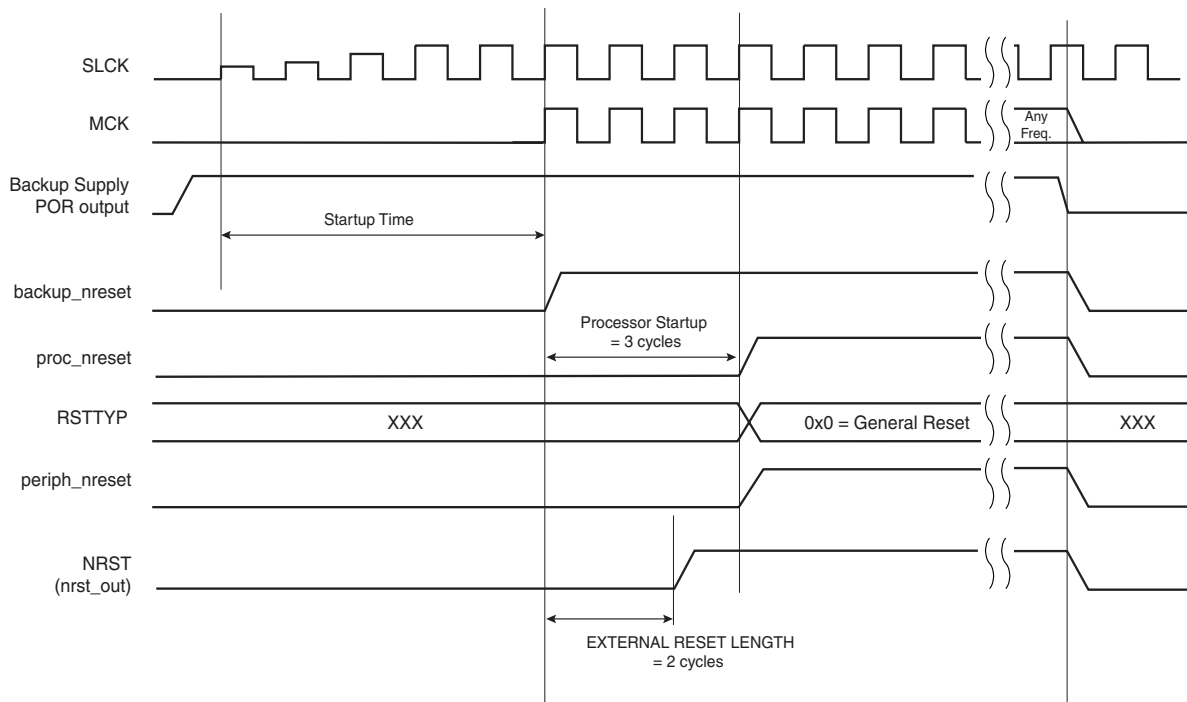 SLCK
MCK
Any
Freq.
Backup Supply
POR output
Startup Time
backup_nreset
Processor Startup
= 3 cycles
proc_nreset
RSTTYP
XXX
0x0 = General Reset
XXX
periph_nreset
NRST
(nrst_out)
EXTERNAL RESET LENGTH
= 2 cycles